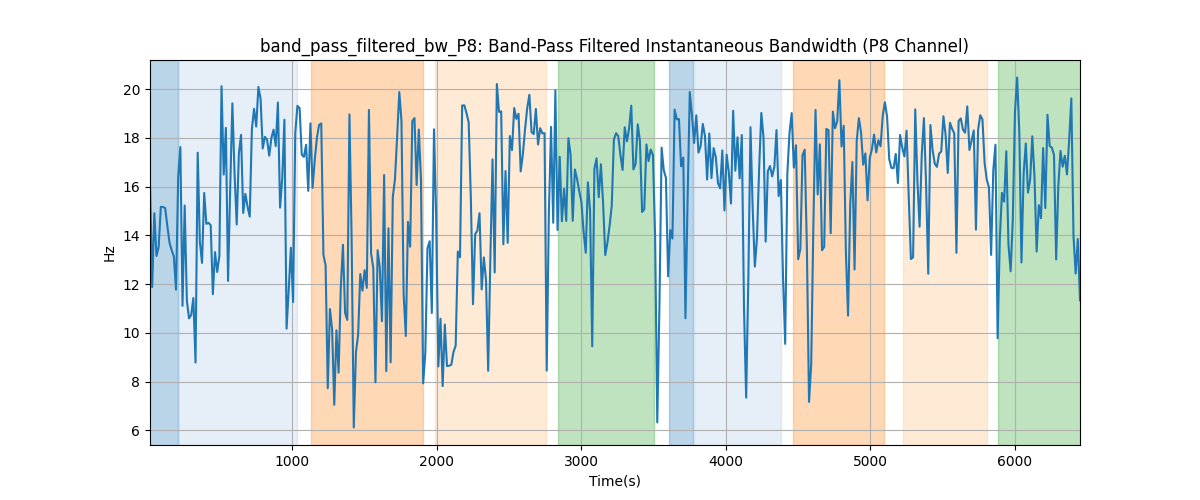 band_pass_filtered_bw_P8: Band-Pass Filtered Instantaneous Bandwidth (P8 Channel)
20
18
16
14
12
10
8
6
Hz
1000 2000 3000 4000 5000 6000
Time(s)